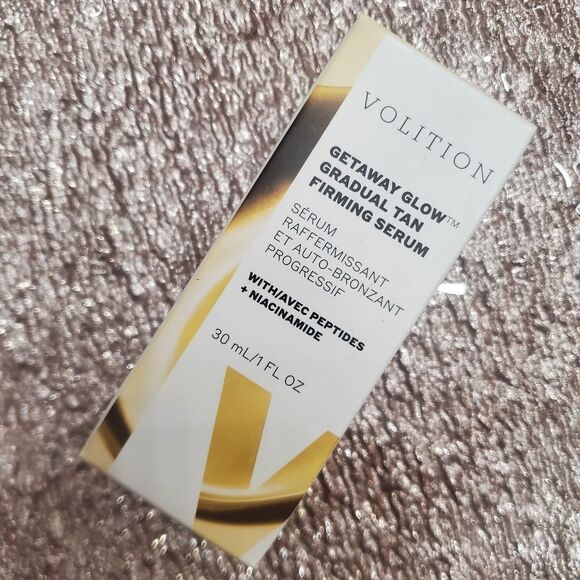 VOLITION
GETAWAY GLOW™
GRADUAL TAN
FIRMING SERUM
SÉRUM
RAFFERMISSANT
ET AUTO-BRONZANT
PROGRESSIF
WITH/AVEC PEPTIDES
+ NIACINAMIDE
30 mL/1 FL OZ